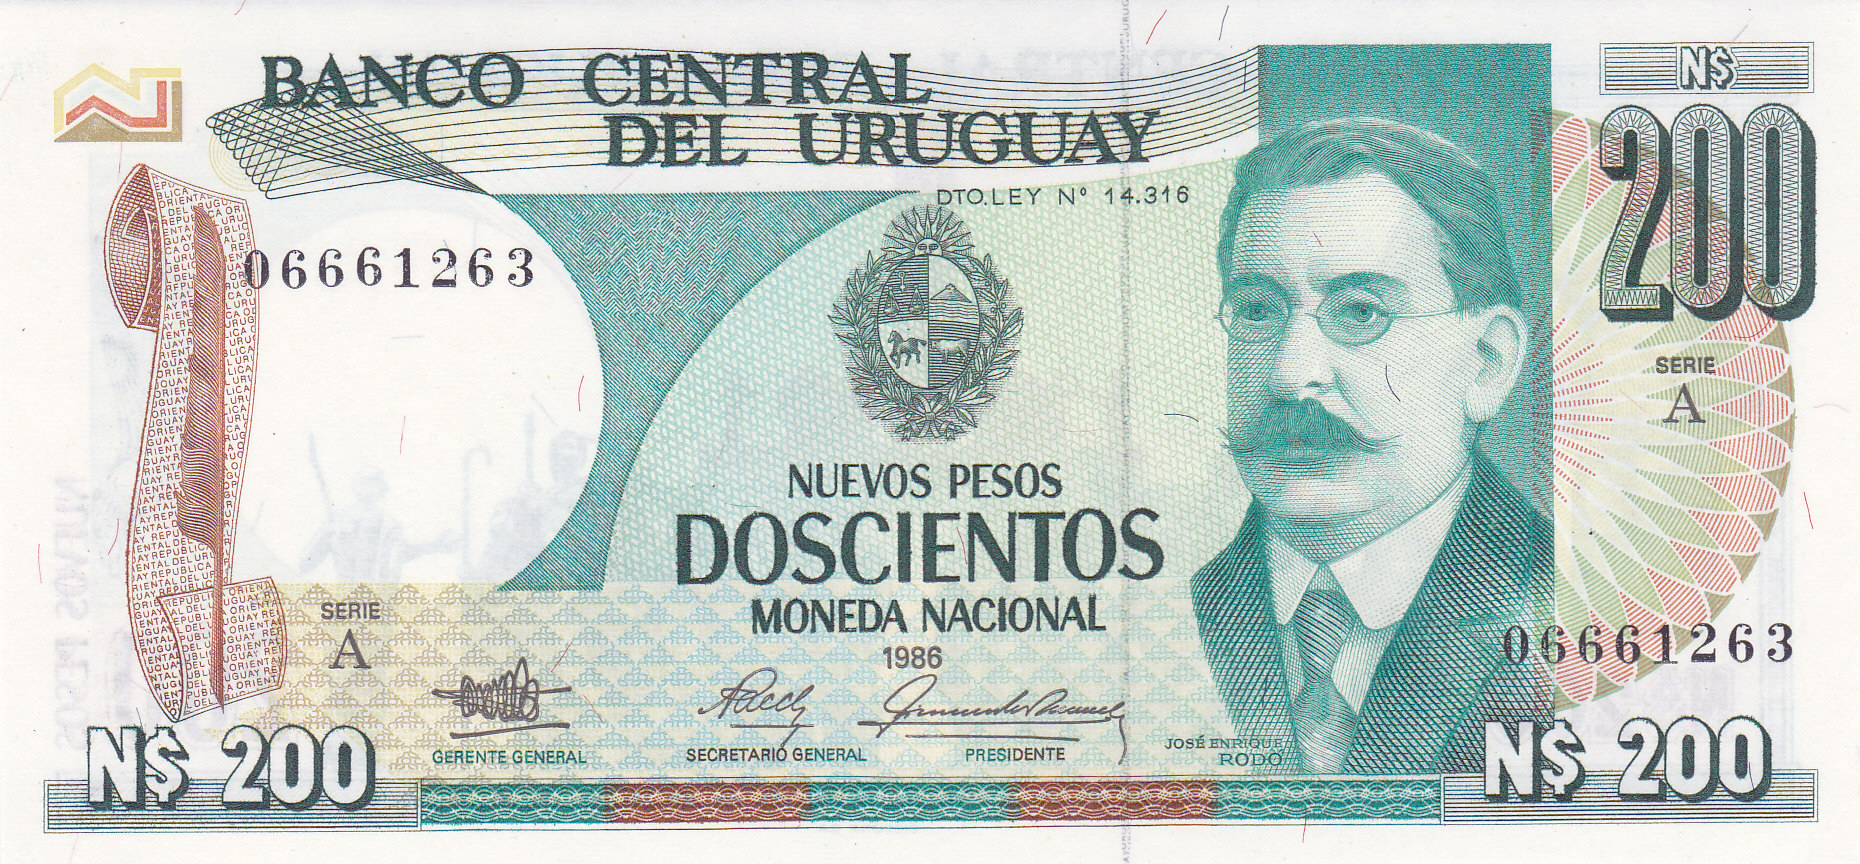 BANCO CENTRAL
DEL URUGUAY
N$
200
DTO.LEY Nº 14.316
06661263
SERIE
A
NUEVOS PESOS
DOSCIENTOS
MONEDA NACIONAL
1986
SERIE
A
06661263
GERENTE GENERAL
SECRETARIO GENERAL
PRESIDENTE
JOSÉ ENRIQUE
RODO
N$ 200
N$ 200